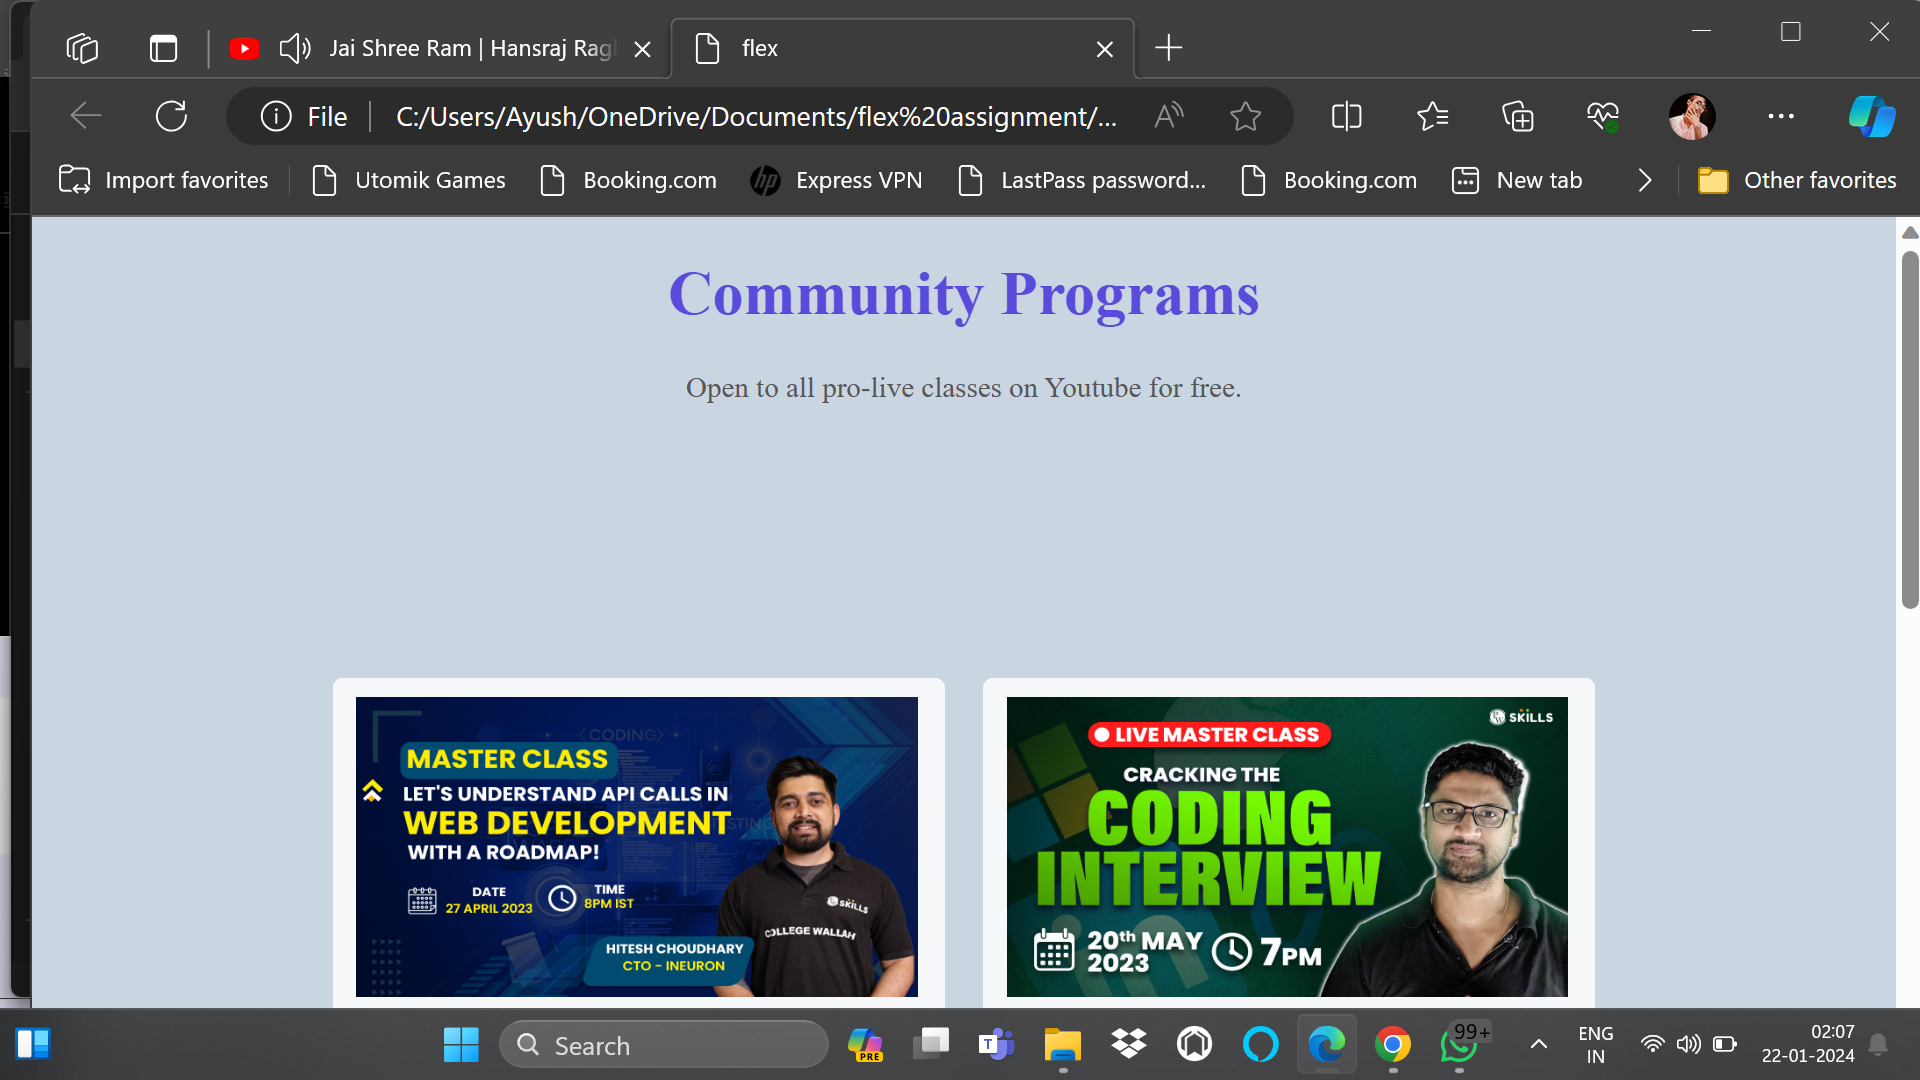 Jai Shree Ram | Hansraj Rag
flex
File
C:/Users/Ayush/OneDrive/Documents/flex%20assignment/...
Import favorites
Utomik Games
Booking.com
Express VPN
LastPass password...
Booking.com
New tab
Other favorites
Community Programs
Open to all pro-live classes on Youtube for free.
<CODING>
MASTER CLASS
LET'S UNDERSTAND API CALLS IN
WEB DEVELOPMENT
WITH A ROADMAP!
DATE
27 APRIL 2023
TIME
8PM IST
SKILLS
COLLEGE WALLAH
HITESH CHOUDHARY
CTO - INEURON
SKILLS
LIVE MASTER CLASS
CRACKING THE
CODING
INTERVIEW
20th MAY
2023
7PM
Search
PRE
99+
ENG
IN
02:07
22-01-2024